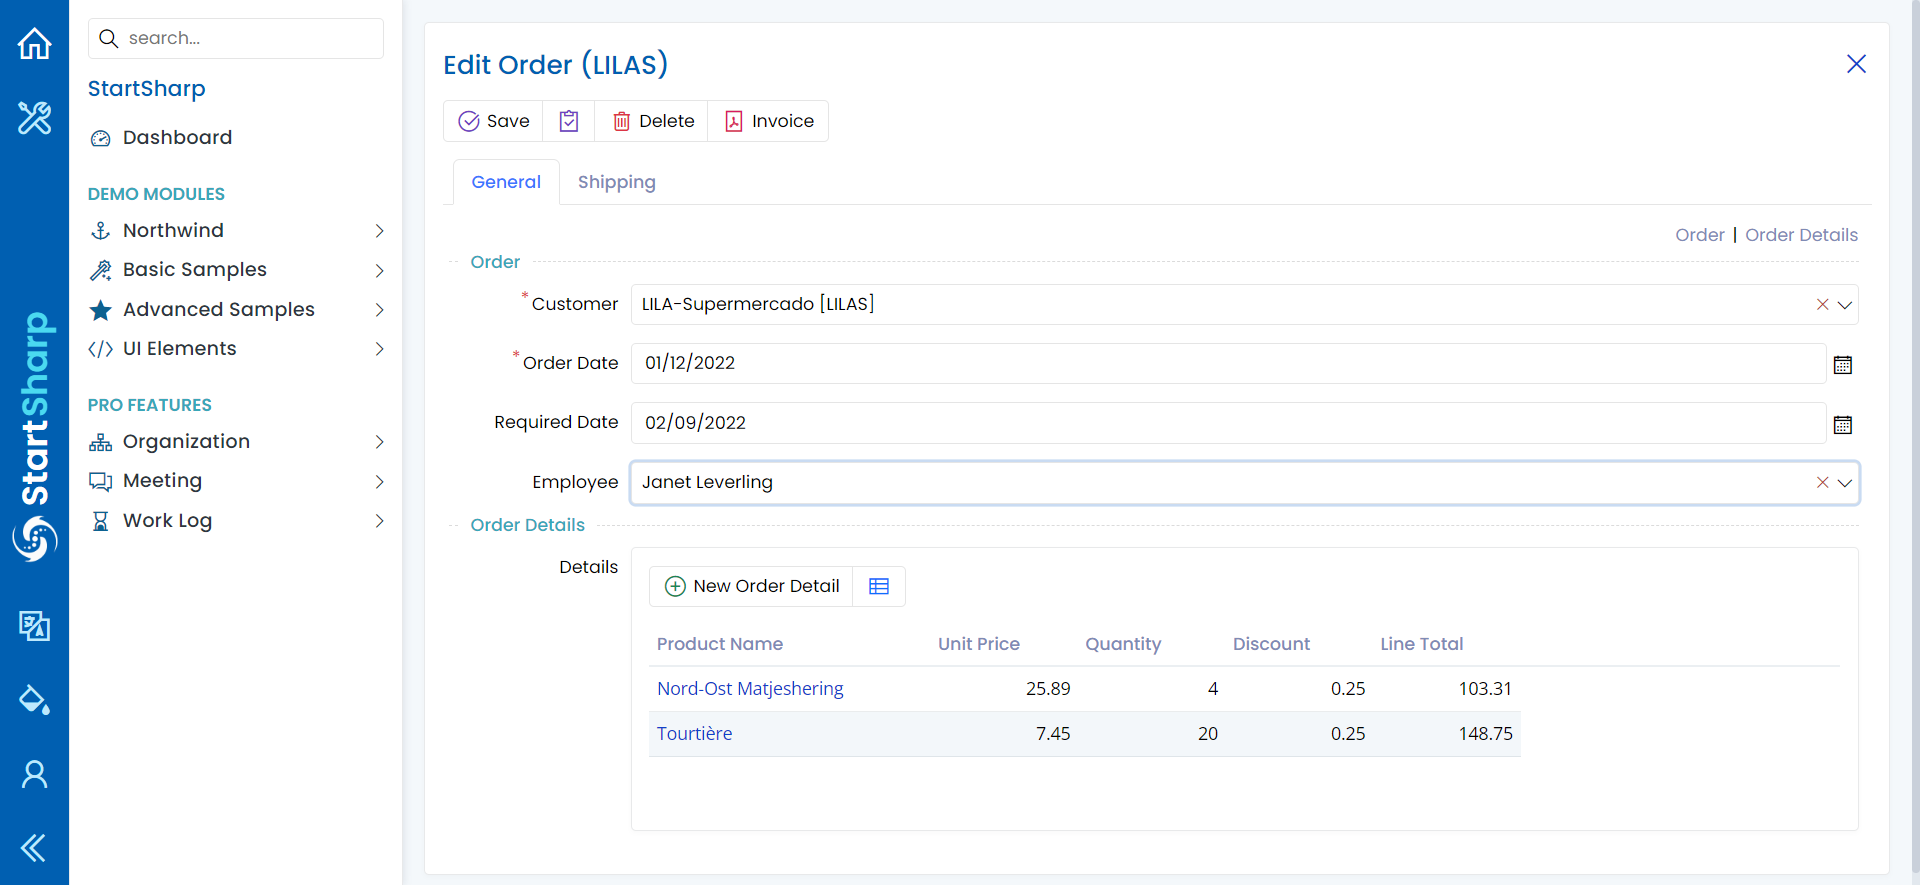 search...
StartSharp
Dashboard
DEMO MODULES
Northwind
Basic Samples
Advanced Samples
UI Elements
PRO FEATURES
Organization
Meeting
Work Log
StartSharp
Edit Order (LILAS)
Save
Delete
Invoice
General
Shipping
Order | Order Details
Order
*Customer
LILA-Supermercado [LILAS]
*Order Date
01/12/2022
Required Date
02/09/2022
Employee
Janet Leverling
Order Details
Details
New Order Detail
Product Name Unit Price Quantity Discount Line Total
Nord-Ost Matjeshering 25.89 4 0.25 103.31
Tourtière 7.45 20 0.25 148.75